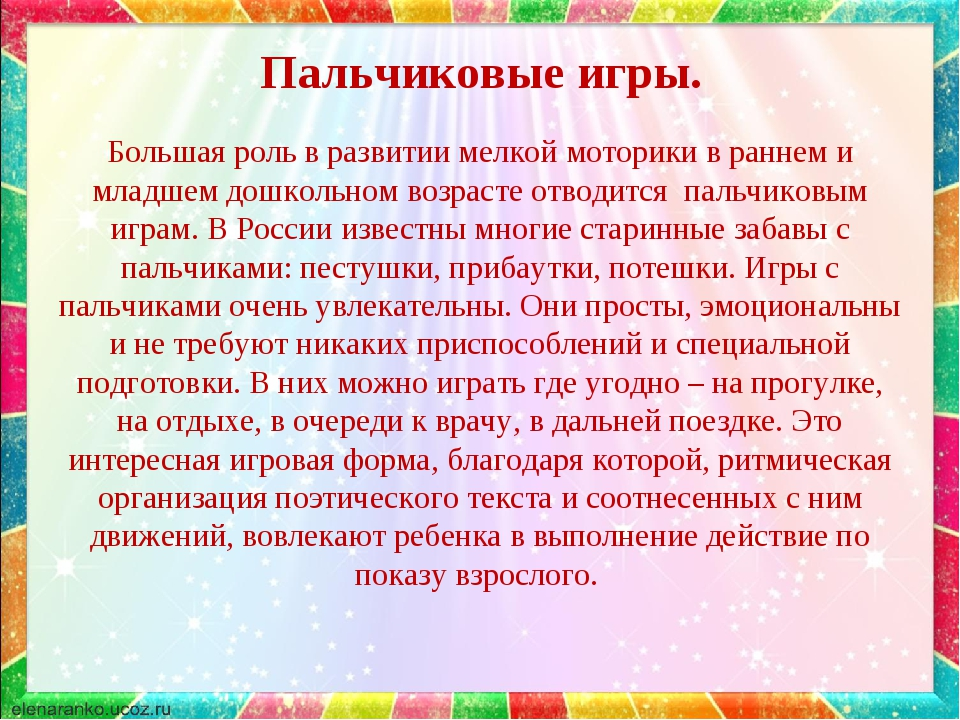 Пальчиковые игры.
Большая роль в развитии мелкой моторики в раннем и
младшем дошкольном возрасте отводится пальчиковым
играм. В России известны многие старинные забавы с
пальчиками: пестушки, прибаутки, потешки. Игры с
пальчиками очень увлекательны. Они просты, эмоциональны
и не требуют никаких приспособлений и специальной
подготовки. В них можно играть где угодно – на прогулке,
на отдыхе, в очереди к врачу, в дальней поездке. Это
интересная игровая форма, благодаря которой, ритмическая
организация поэтического текста и соотнесенных с ним
движений, вовлекают ребенка в выполнение действие по
показу взрослого.
elenaranko.ucoz.ru